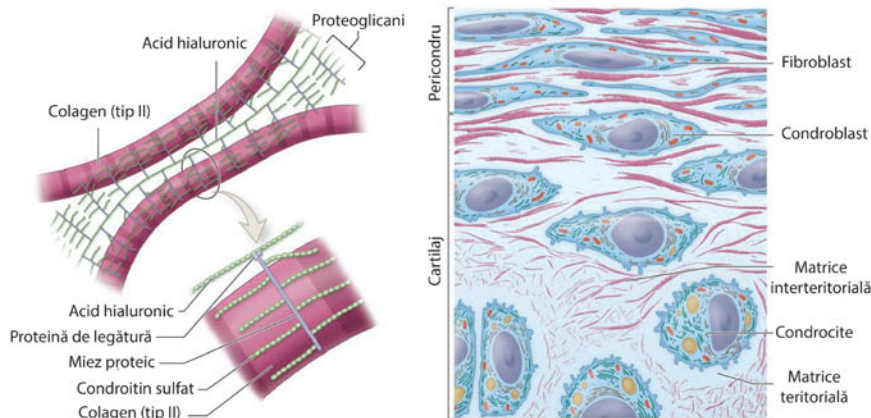 Proteoglicani
Acid hialuronic
Colagen (tip II)
Acid hialuronic
Proteină de legătură
Miez proteic
Condroitin sulfat
Colagen (tip II)
Pericondru
Cartilaj
Fibroblast
Condroblast
Matrice
interteritorială
Condrocite
Matrice
teritorială